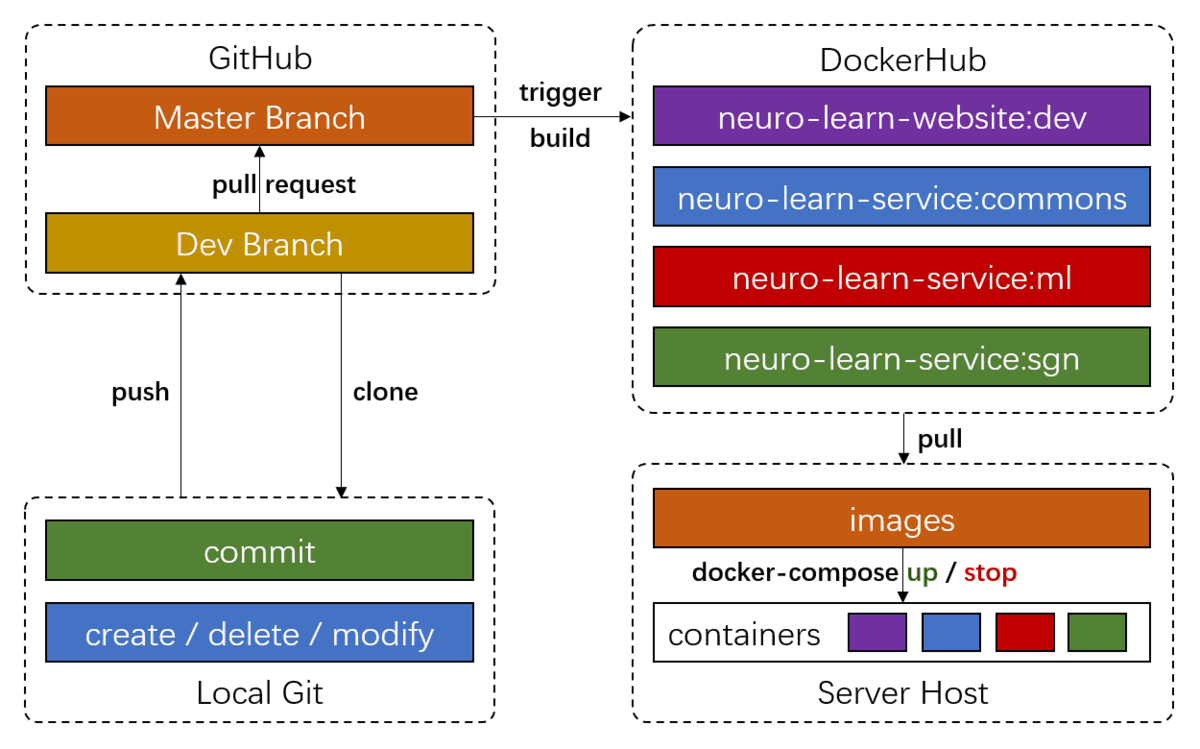 GitHub
Master Branch
pull request
Dev Branch
push
clone
commit
create / delete / modify
Local Git
trigger
build
DockerHub
neuro-learn-website:dev
neuro-learn-service:commons
neuro-learn-service:ml
neuro-learn-service:sgn
pull
images
docker-compose up / stop
containers
Server Host